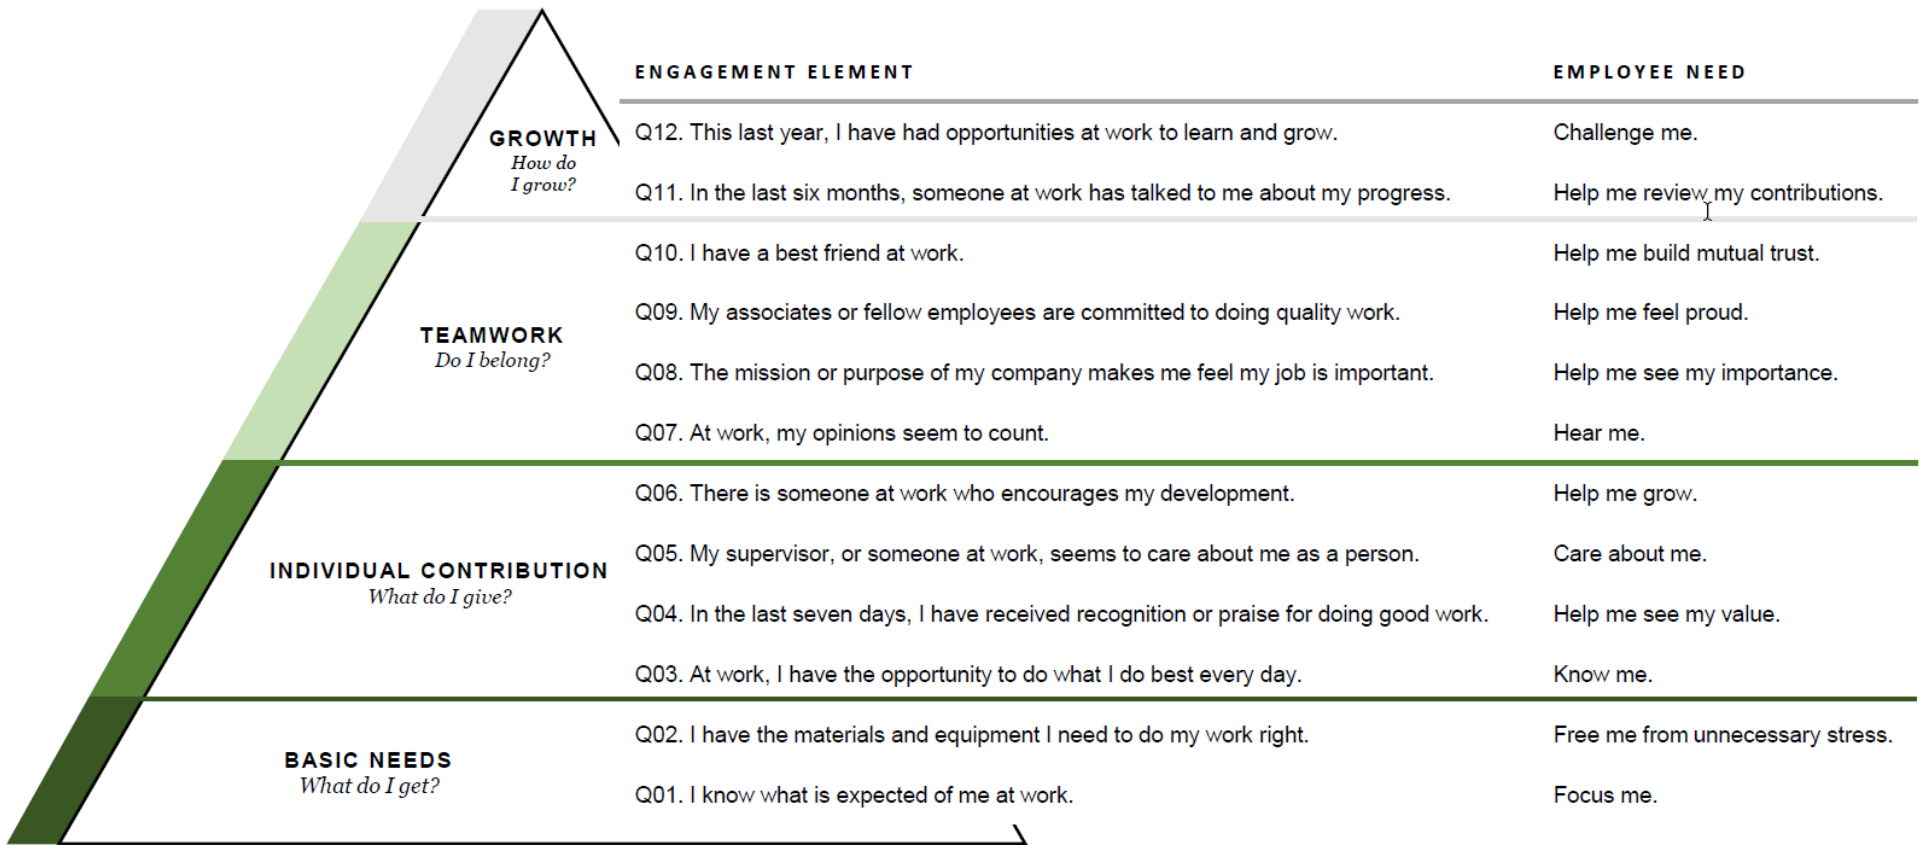 ENGAGEMENT ELEMENT EMPLOYEE NEED
GROWTH
How do
I grow?
Q12. This last year, I have had opportunities at work to learn and grow. Challenge me.
Q11. In the last six months, someone at work has talked to me about my progress. Help me review my contributions.
TEAMWORK
Do I belong?
Q10. I have a best friend at work. Help me build mutual trust.
Q09. My associates or fellow employees are committed to doing quality work. Help me feel proud.
Q08. The mission or purpose of my company makes me feel my job is important. Help me see my importance.
Q07. At work, my opinions seem to count. Hear me.
INDIVIDUAL CONTRIBUTION
What do I give?
Q06. There is someone at work who encourages my development. Help me grow.
Q05. My supervisor, or someone at work, seems to care about me as a person. Care about me.
Q04. In the last seven days, I have received recognition or praise for doing good work. Help me see my value.
Q03. At work, I have the opportunity to do what I do best every day. Know me.
BASIC NEEDS
What do I get?
Q02. I have the materials and equipment I need to do my work right. Free me from unnecessary stress.
Q01. I know what is expected of me at work. Focus me.